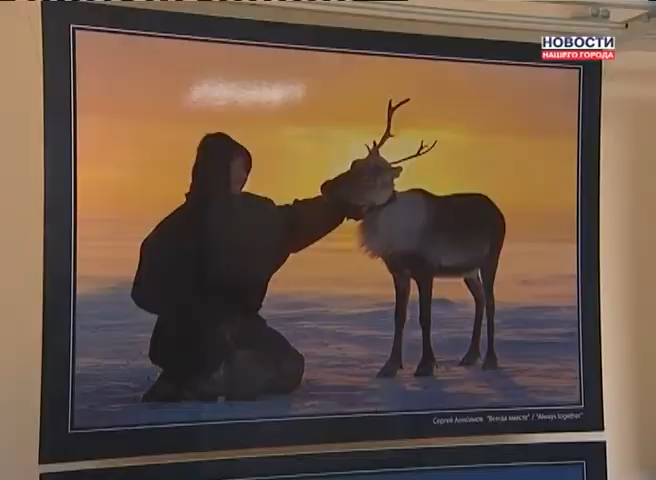 НОВОСТИ
НАШЕГО ГОРОДА
Сергей Анисимов "Всегда вместе" / "Always together"